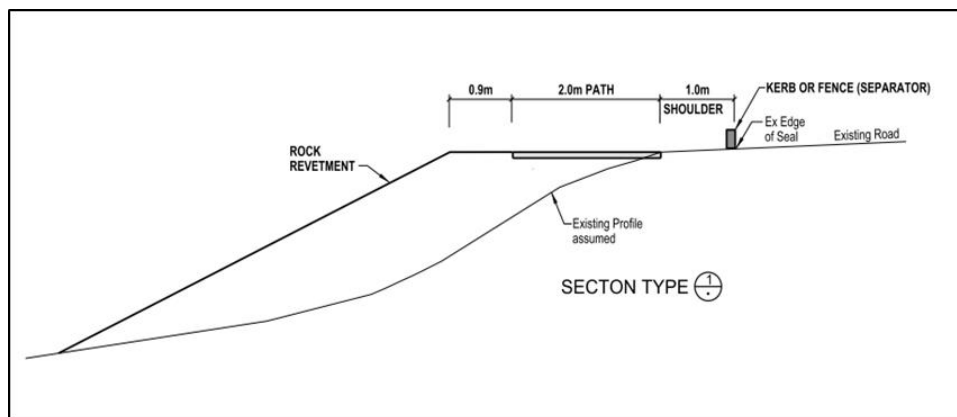 0.9m
2.0m PATH
1.0m
SHOULDER
KERB OR FENCE (SEPARATOR)
Ex Edge
of Seal
Existing Road
ROCK
REVETMENT
Existing Profile
assumed
SECTON TYPE 1